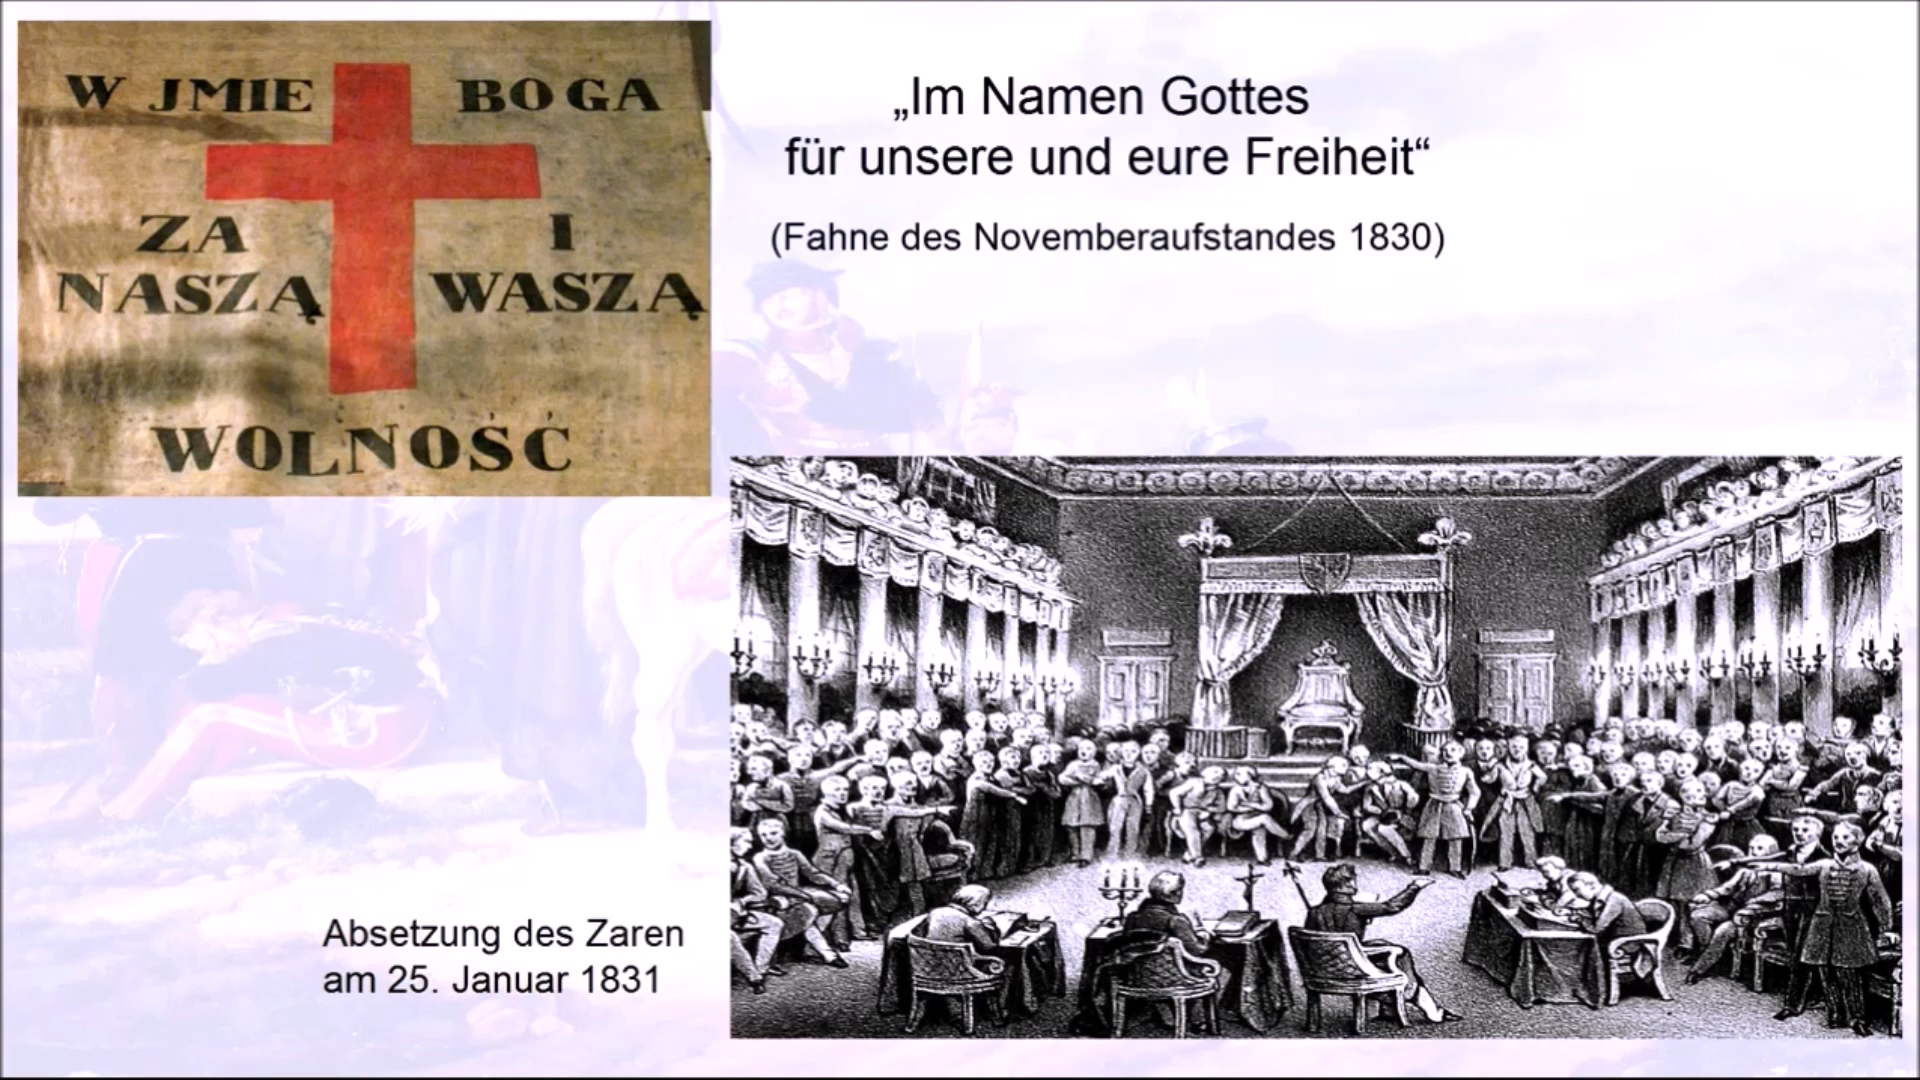 W JMIE BOGA
ZA I
NASZĄ WASZĄ
WOLNOŚĆ
„Im Namen Gottes
für unsere und eure Freiheit“
(Fahne des Novemberaufstandes 1830)
Absetzung des Zaren
am 25. Januar 1831